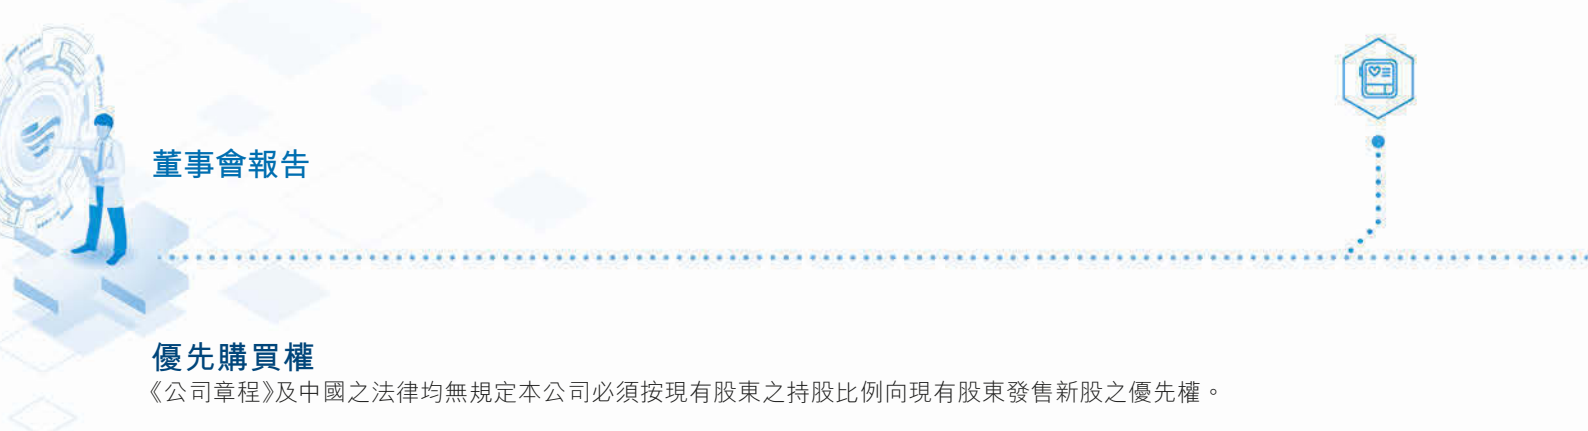 董事會報告
優先購買權
《公司章程》及中國之法律均無規定本公司必須按現有股東之持股比例向現有股東發售新股之優先權。